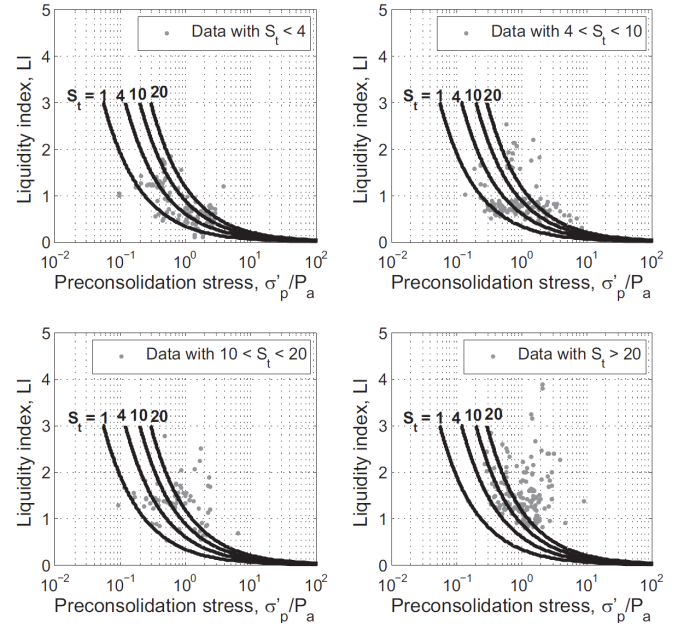 5
4
3
2
1
0
Liquidity index, LI
Data with S_t < 4
S_t = 1 4 10 20
10^-2 10^-1 10^0 10^1 10^2
Preconsolidation stress, σ'_p/P_a
5
4
3
2
1
0
Liquidity index, LI
Data with 4 < S_t < 10
S_t = 1 4 10 20
10^-2 10^-1 10^0 10^1 10^2
Preconsolidation stress, σ'_p/P_a
5
4
3
2
1
0
Liquidity index, LI
Data with 10 < S_t < 20
S_t = 1 4 10 20
10^-2 10^-1 10^0 10^1 10^2
Preconsolidation stress, σ'_p/P_a
5
4
3
2
1
0
Liquidity index, LI
Data with S_t > 20
S_t = 1 4 10 20
10^-2 10^-1 10^0 10^1 10^2
Preconsolidation stress, σ'_p/P_a